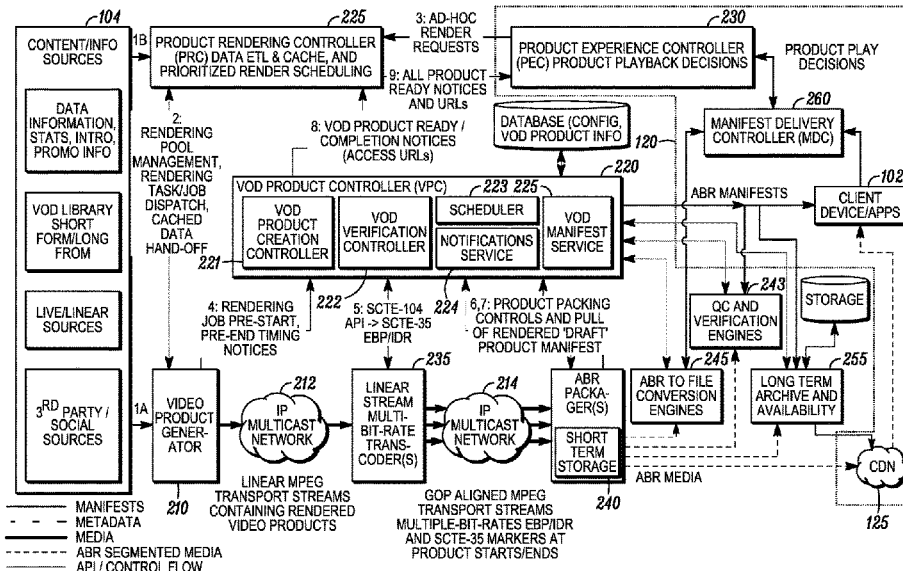 104
CONTENT/INFO
SOURCES
DATA
INFORMATION,
STATS, INTRO,
PROMO INFO
VOD LIBRARY
SHORT
FORM/LONG
FROM
LIVE/LINEAR
SOURCES
3RD PARTY /
SOCIAL
SOURCES
1B
1A
225
PRODUCT RENDERING CONTROLLER
(PRC) DATA ETL & CACHE, AND
PRIORITIZED RENDER SCHEDULING
3: AD-HOC
RENDER
REQUESTS
9: ALL PRODUCT
READY NOTICES
AND URLs
230
PRODUCT EXPERIENCE CONTROLLER
(PEC) PRODUCT PLAYBACK DECISIONS
PRODUCT PLAY
DECISIONS
2:
RENDERING
POOL
MANAGEMENT,
RENDERING
TASK/JOB
DISPATCH,
CACHED
DATA
HAND-OFF
8: VOD PRODUCT READY /
COMPLETION NOTICES
(ACCESS URLs)
DATABASE (CONFIG,
VOD PRODUCT INFO
120
260
MANIFEST DELIVERY
CONTROLLER (MDC)
220
VOD PRODUCT CONTROLLER (VPC)
VOD
PRODUCT
CREATION
CONTROLLER
221
VOD
VERIFICATION
CONTROLLER
222
223
SCHEDULER
NOTIFICATIONS
SERVICE
224
225
VOD
MANIFEST
SERVICE
ABR MANIFESTS
102
CLIENT
DEVICE/APPS
4: RENDERING
JOB PRE-START,
PRE-END TIMING
NOTICES
5: SCTE-104
API -> SCTE-35
EBP/IDR
6,7: PRODUCT PACKING
CONTROLS AND PULL
OF RENDERED 'DRAFT'
PRODUCT MANIFEST
243
QC AND
VERIFICATION
ENGINES
STORAGE
VIDEO
PRODUCT
GENER-
ATOR
210
212
IP
MULTICAST
NETWORK
235
LINEAR
STREAM
MULTI-
BIT-RATE
TRANS-
CODER(S)
214
IP
MULTICAST
NETWORK
ABR
PACKA-
GER(S)
SHORT
TERM
STORAGE
240
245
ABR TO FILE
CONVERSION
ENGINES
255
LONG TERM
ARCHIVE AND
AVAILABILITY
ABR MEDIA
CDN
125
LINEAR MPEG
TRANSPORT STREAMS
CONTAINING RENDERED
VIDEO PRODUCTS
GOP ALIGNED MPEG
TRANSPORT STREAMS
MULTIPLE-BIT-RATES EBP/IDR
AND SCTE-35 MARKERS AT
PRODUCT STARTS/ENDS
MANIFESTS
METADATA
MEDIA
ABR SEGMENTED MEDIA
API / CONTROL FLOW